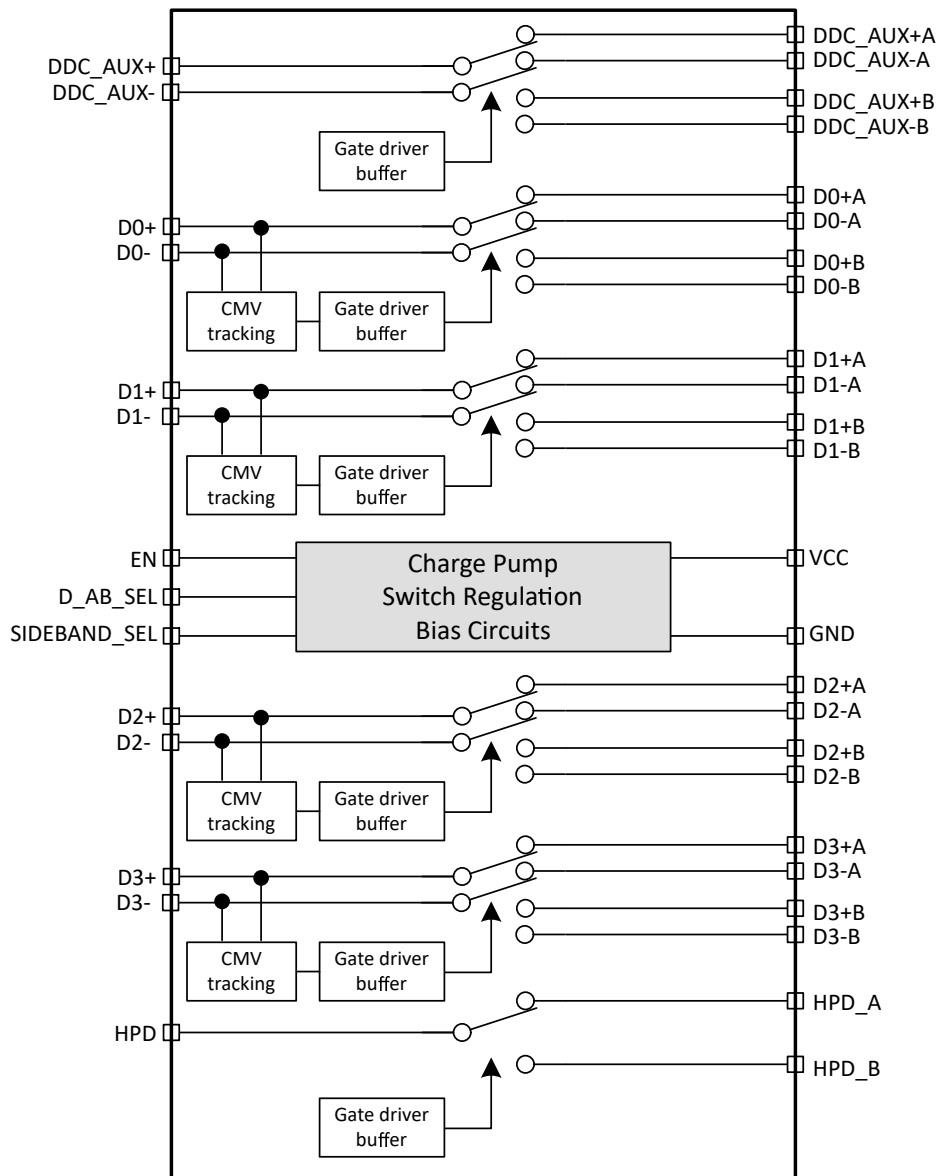 DDC_AUX+A
DDC_AUX-A
DDC_AUX+
DDC_AUX-
DDC_AUX+B
DDC_AUX-B
Gate driver
buffer
D0+A
D0-A
D0+
D0-
D0+B
D0-B
CMV
tracking
Gate driver
buffer
D1+A
D1-A
D1+
D1-
D1+B
D1-B
CMV
tracking
Gate driver
buffer
EN
D_AB_SEL
SIDEBAND_SEL
Charge Pump
Switch Regulation
Bias Circuits
VCC
GND
D2+A
D2-A
D2+
D2-
D2+B
D2-B
CMV
tracking
Gate driver
buffer
D3+A
D3-A
D3+
D3-
D3+B
D3-B
CMV
tracking
Gate driver
buffer
HPD_A
HPD
HPD_B
Gate driver
buffer